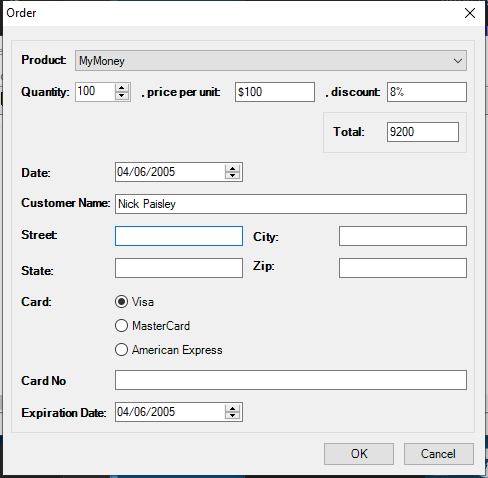 Order
Product: MyMoney
Quantity: 100 , price per unit: $100 , discount: 8%
Total: 9200
Date: 04/06/2005
Customer Name: Nick Paisley
Street: City:
State: Zip:
Card: Visa
MasterCard
American Express
Card No
Expiration Date: 04/06/2005
OK Cancel